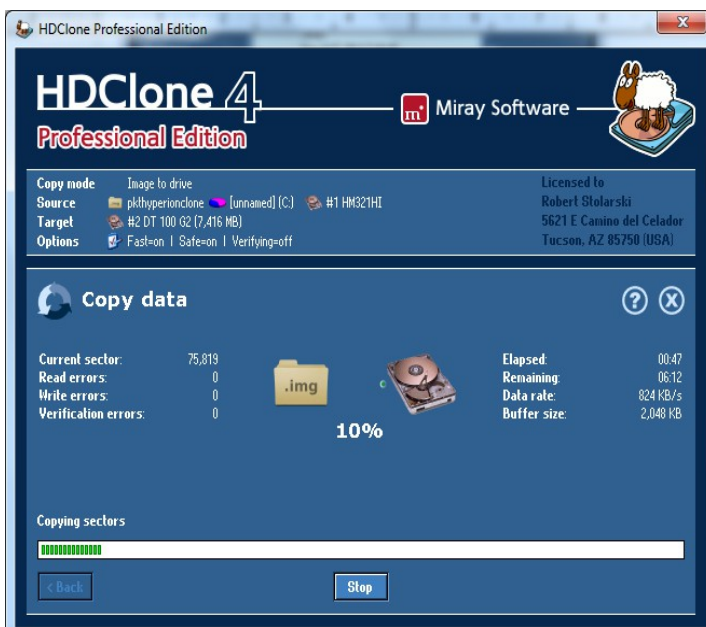 HDClone Professional Edition
HDClone 4
Miray Software
Professional Edition
Copy mode Image to drive
Source pkthyperionclone [unnamed] (C:) #1 HM321HI
Target #2 DT 100 G2 (7,416 MB)
Options Fast=on | Safe=on | Verifying=off
Licensed to
Robert Stolarski
5621 E Camino del Celador
Tucson, AZ 85750 (USA)
Copy data
Current sector: 75,819
Read errors: 0
Write errors: 0
Verification errors: 0
.img
10%
Elapsed: 00:47
Remaining: 06:12
Data rate: 824 KB/s
Buffer size: 2,048 KB
Copying sectors
< Back
Stop